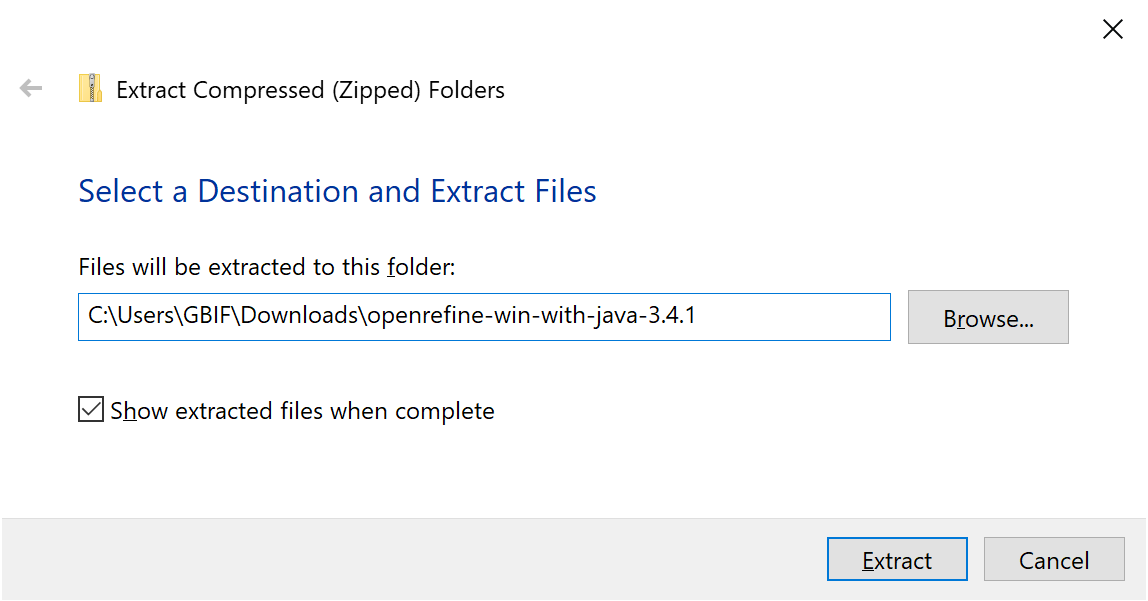 Extract Compressed (Zipped) Folders
Select a Destination and Extract Files
Files will be extracted to this folder:
C:\Users\GBIF\Downloads\openrefine-win-with-java-3.4.1
Browse...
Show extracted files when complete
Extract
Cancel